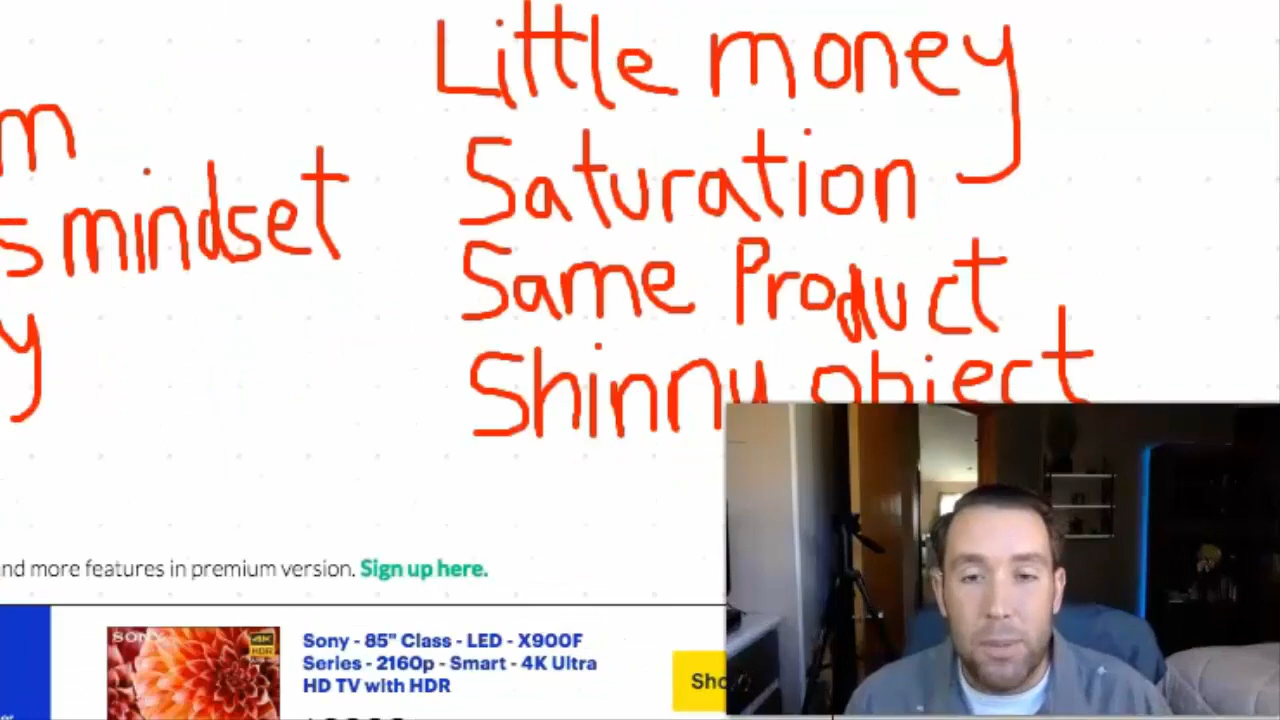 Little money
Saturation
Same Product
Shinny object
m
s mindset
y
nd more features in premium version. Sign up here.
SONY
4K
HDR
Sony - 85" Class - LED - X900F
Series - 2160p - Smart - 4K Ultra
HD TV with HDR
Sho